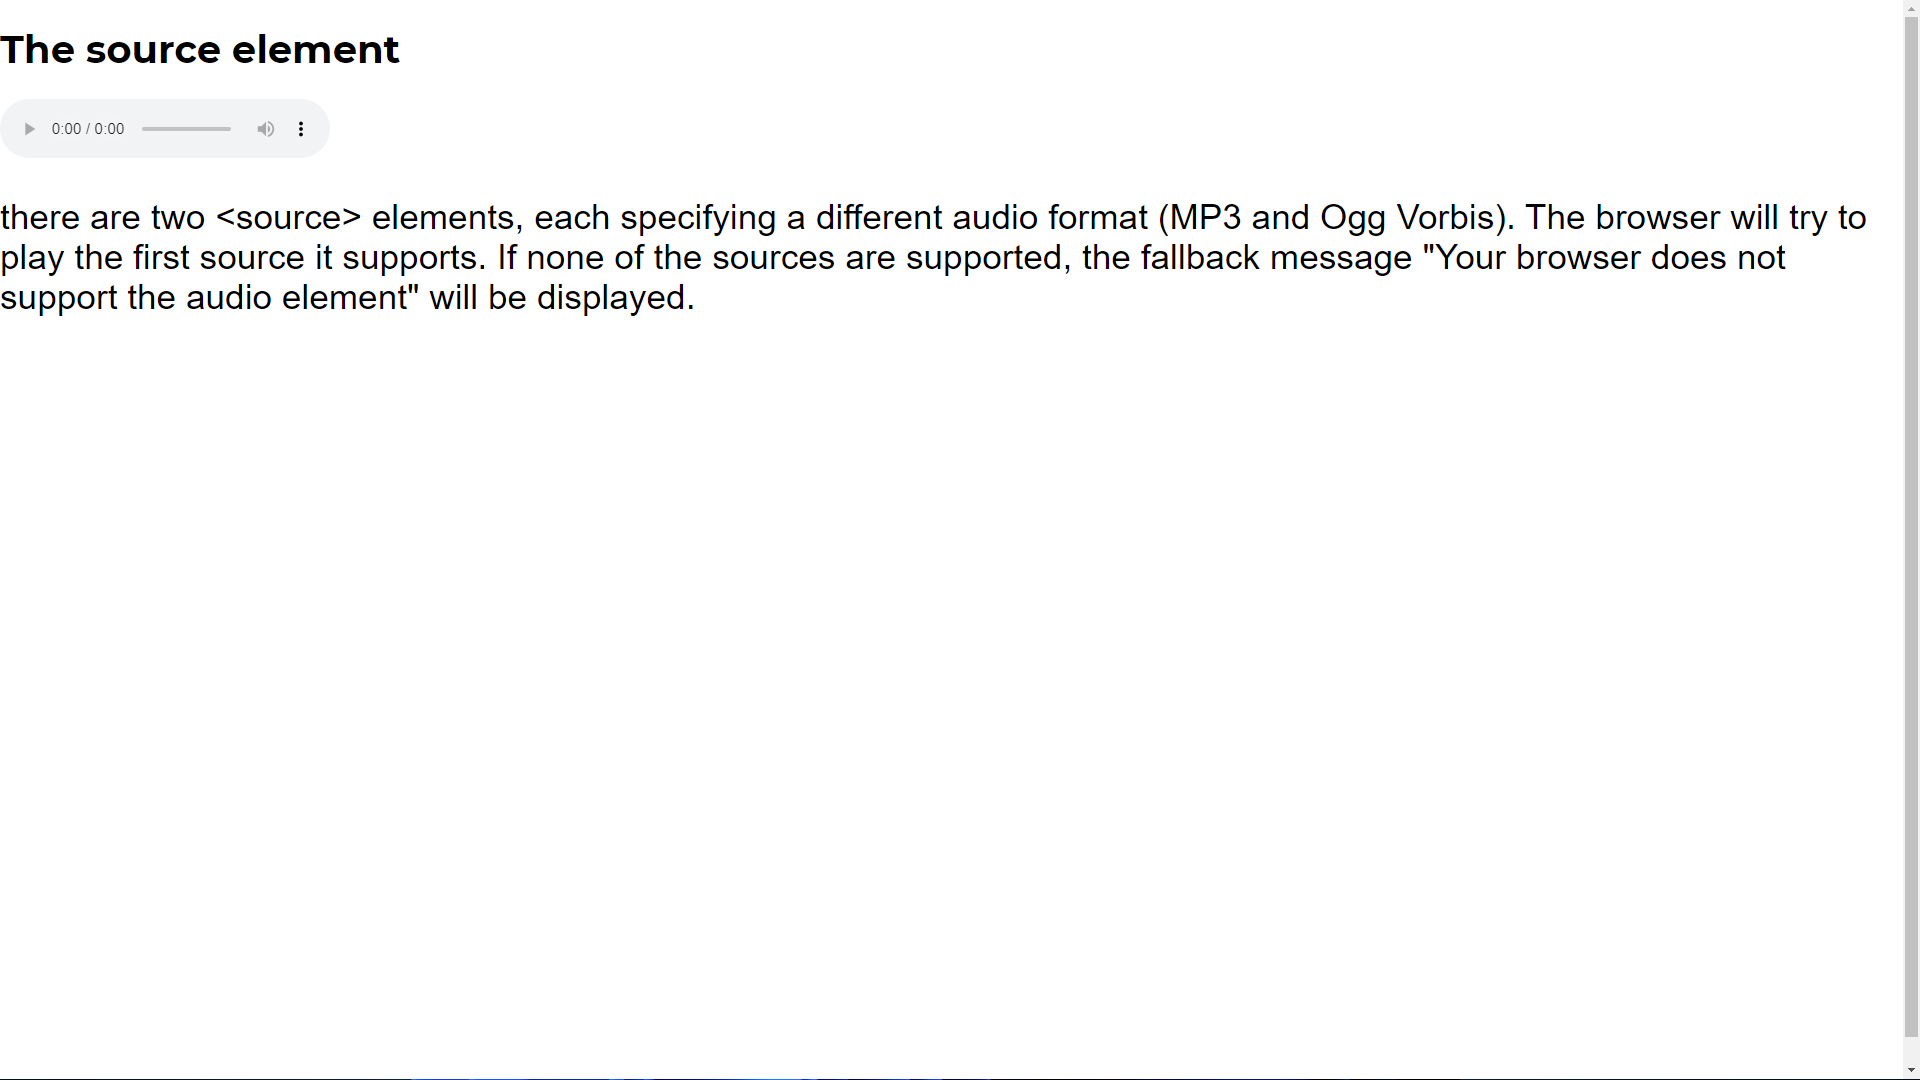 The source element
0:00 / 0:00
there are two <source> elements, each specifying a different audio format (MP3 and Ogg Vorbis). The browser will try to
play the first source it supports. If none of the sources are supported, the fallback message "Your browser does not
support the audio element" will be displayed.